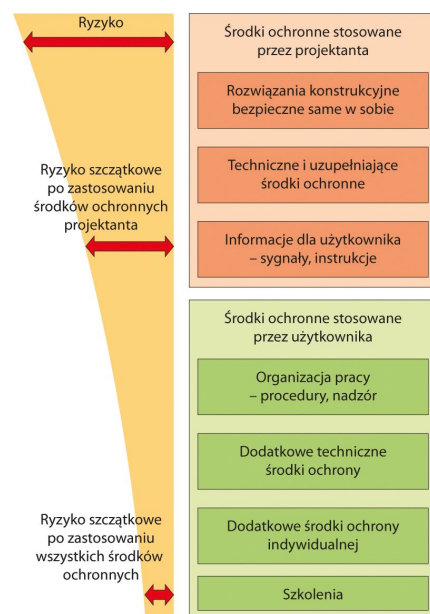 Ryzyko
Ryzyko szczątkowe
po zastosowaniu
środków ochronnych
projektanta
Ryzyko szczątkowe
po zastosowaniu
wszystkich środków
ochronnych
Środki ochronne stosowane
przez projektanta
Rozwiązania konstrukcyjne
bezpieczne same w sobie
Techniczne i uzupełniające
środki ochronne
Informacje dla użytkownika
– sygnały, instrukcje
Środki ochronne stosowane
przez użytkownika
Organizacja pracy
– procedury, nadzór
Dodatkowe techniczne
środki ochrony
Dodatkowe środki ochrony
indywidualnej
Szkolenia